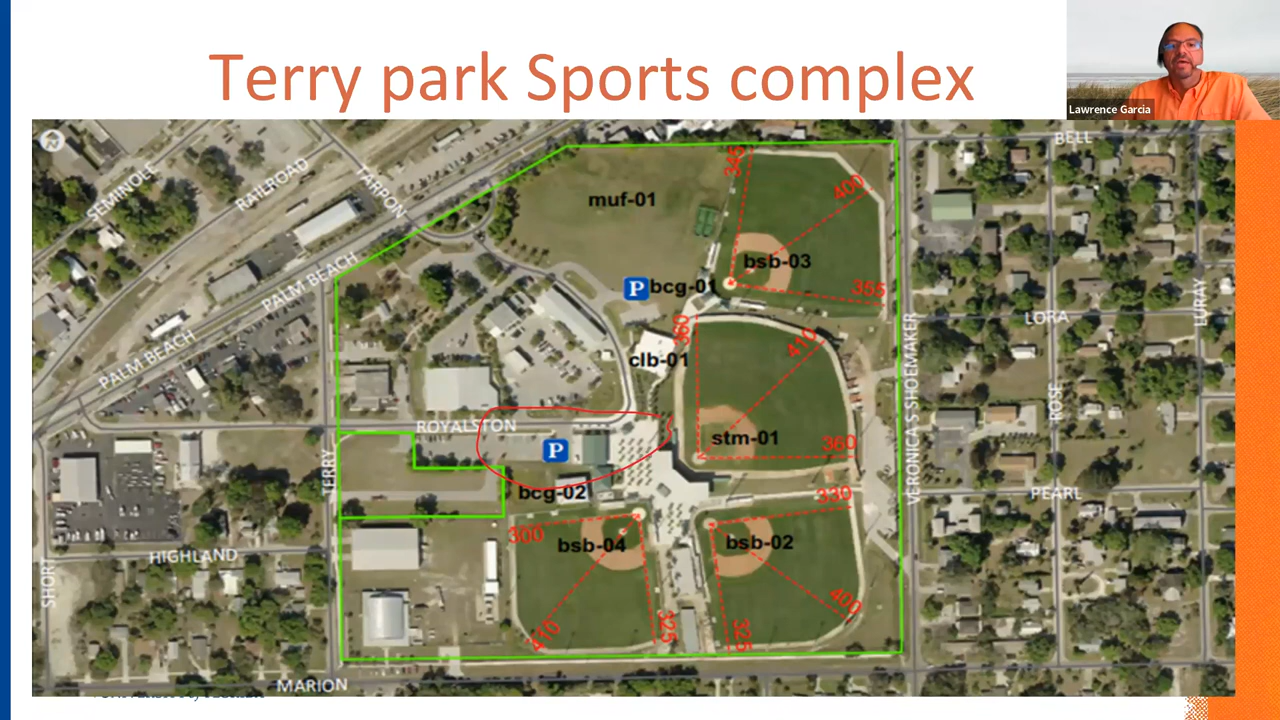 Terry park Sports complex
Lawrence Garcia
BELL
SEMINOLE
RAILROAD
TARPON
345
400
muf-01
bsb-03
PALM BEACH
bcg-01
P
355
LORA
LURAY
360
410
PALM BEACH
clb-01
VERONICA S SHOEMAKER
ROSE
ROYALSTON
stm-01
360
P
TERRY
bcg-02
330
PEARL
300
bsb-04
bsb-02
HIGHLAND
SHORT
400
410
325
325
MARION